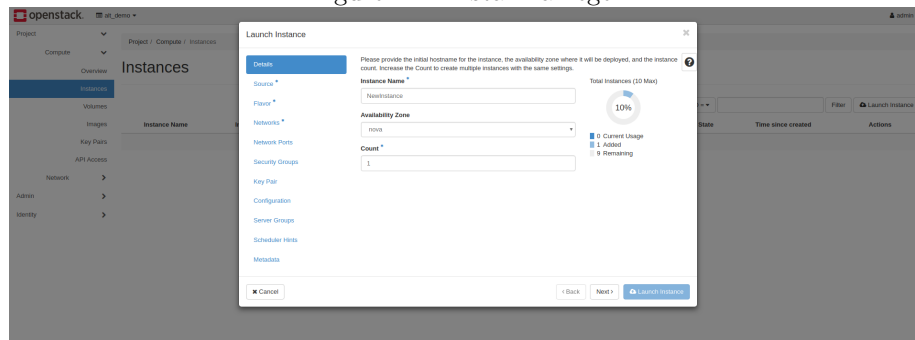 openstack.
ait_demo
admin
Project
Compute
Overview
Instances
Volumes
Images
Key Pairs
API Access
Network
Admin
Identity
Project / Compute / Instances
Instances
Instance Name
Filter
Launch Instance
State
Time since created
Actions
Launch Instance
Details
Source *
Flavor *
Networks *
Network Ports
Security Groups
Key Pair
Configuration
Server Groups
Scheduler Hints
Metadata
Please provide the initial hostname for the instance, the availability zone where it will be deployed, and the instance
count. Increase the Count to create multiple instances with the same settings.
Instance Name *
NewInstance
Availability Zone
nova
Count *
1
Total Instances (10 Max)
10%
0 Current Usage
1 Added
9 Remaining
× Cancel
‹ Back
Next ›
Launch Instance